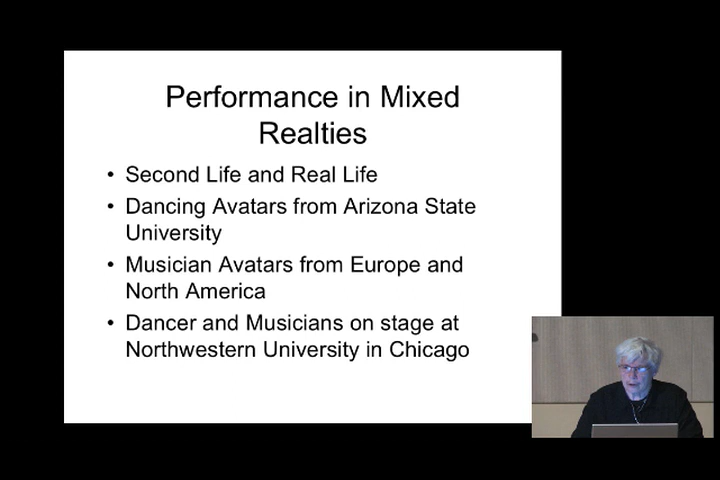 Performance in Mixed
Realties
• Second Life and Real Life
• Dancing Avatars from Arizona State
University
• Musician Avatars from Europe and
North America
• Dancer and Musicians on stage at
Northwestern University in Chicago